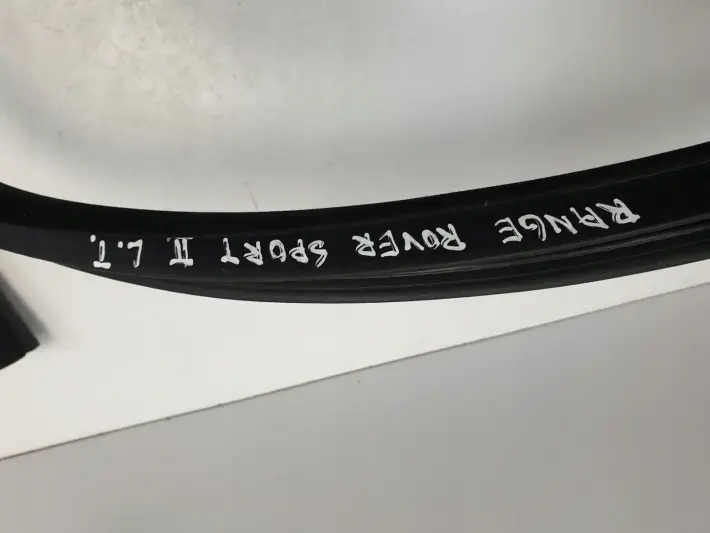 RANGE ROVER SPORT II L.T.